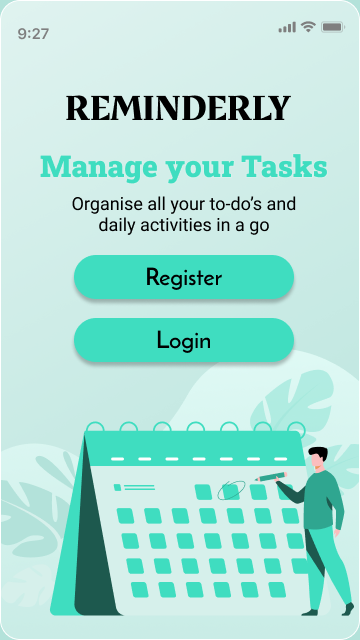 9:27
REMINDERLY
Manage your Tasks
Organise all your to-do’s and
daily activities in a go
Register
Login